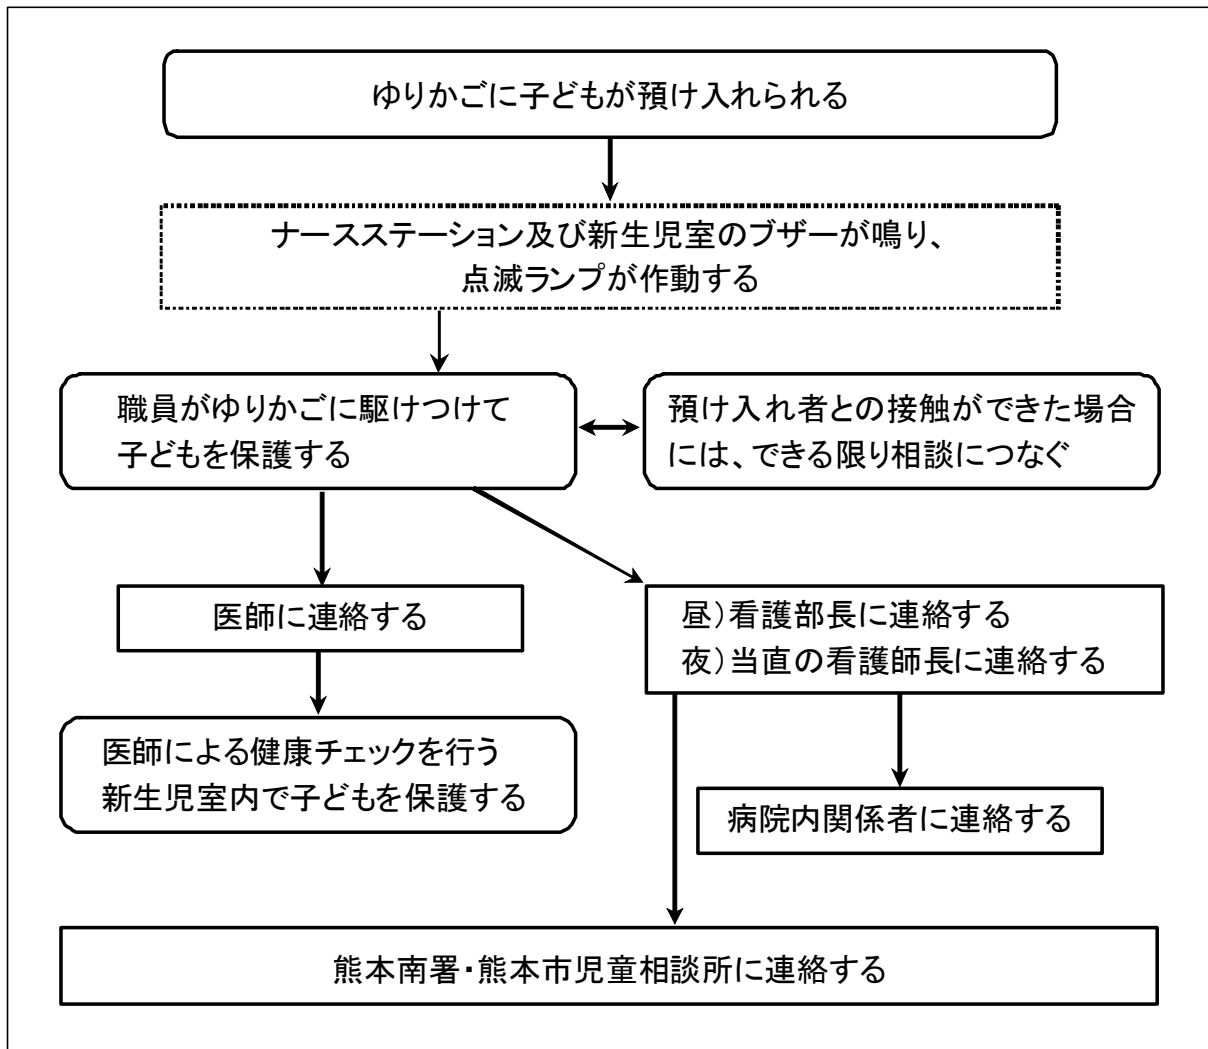 ゆりかごに子どもが預け入れられる
ナースステーション及び新生児室のブザーが鳴り、
点滅ランプが作動する
職員がゆりかごに駆けつけて
子どもを保護する
預け入れ者との接触ができた場合
には、できる限り相談につなぐ
医師に連絡する
昼）看護部長に連絡する
夜）当直の看護師長に連絡する
医師による健康チェックを行う
新生児室内で子どもを保護する
病院内関係者に連絡する
熊本南署・熊本市児童相談所に連絡する